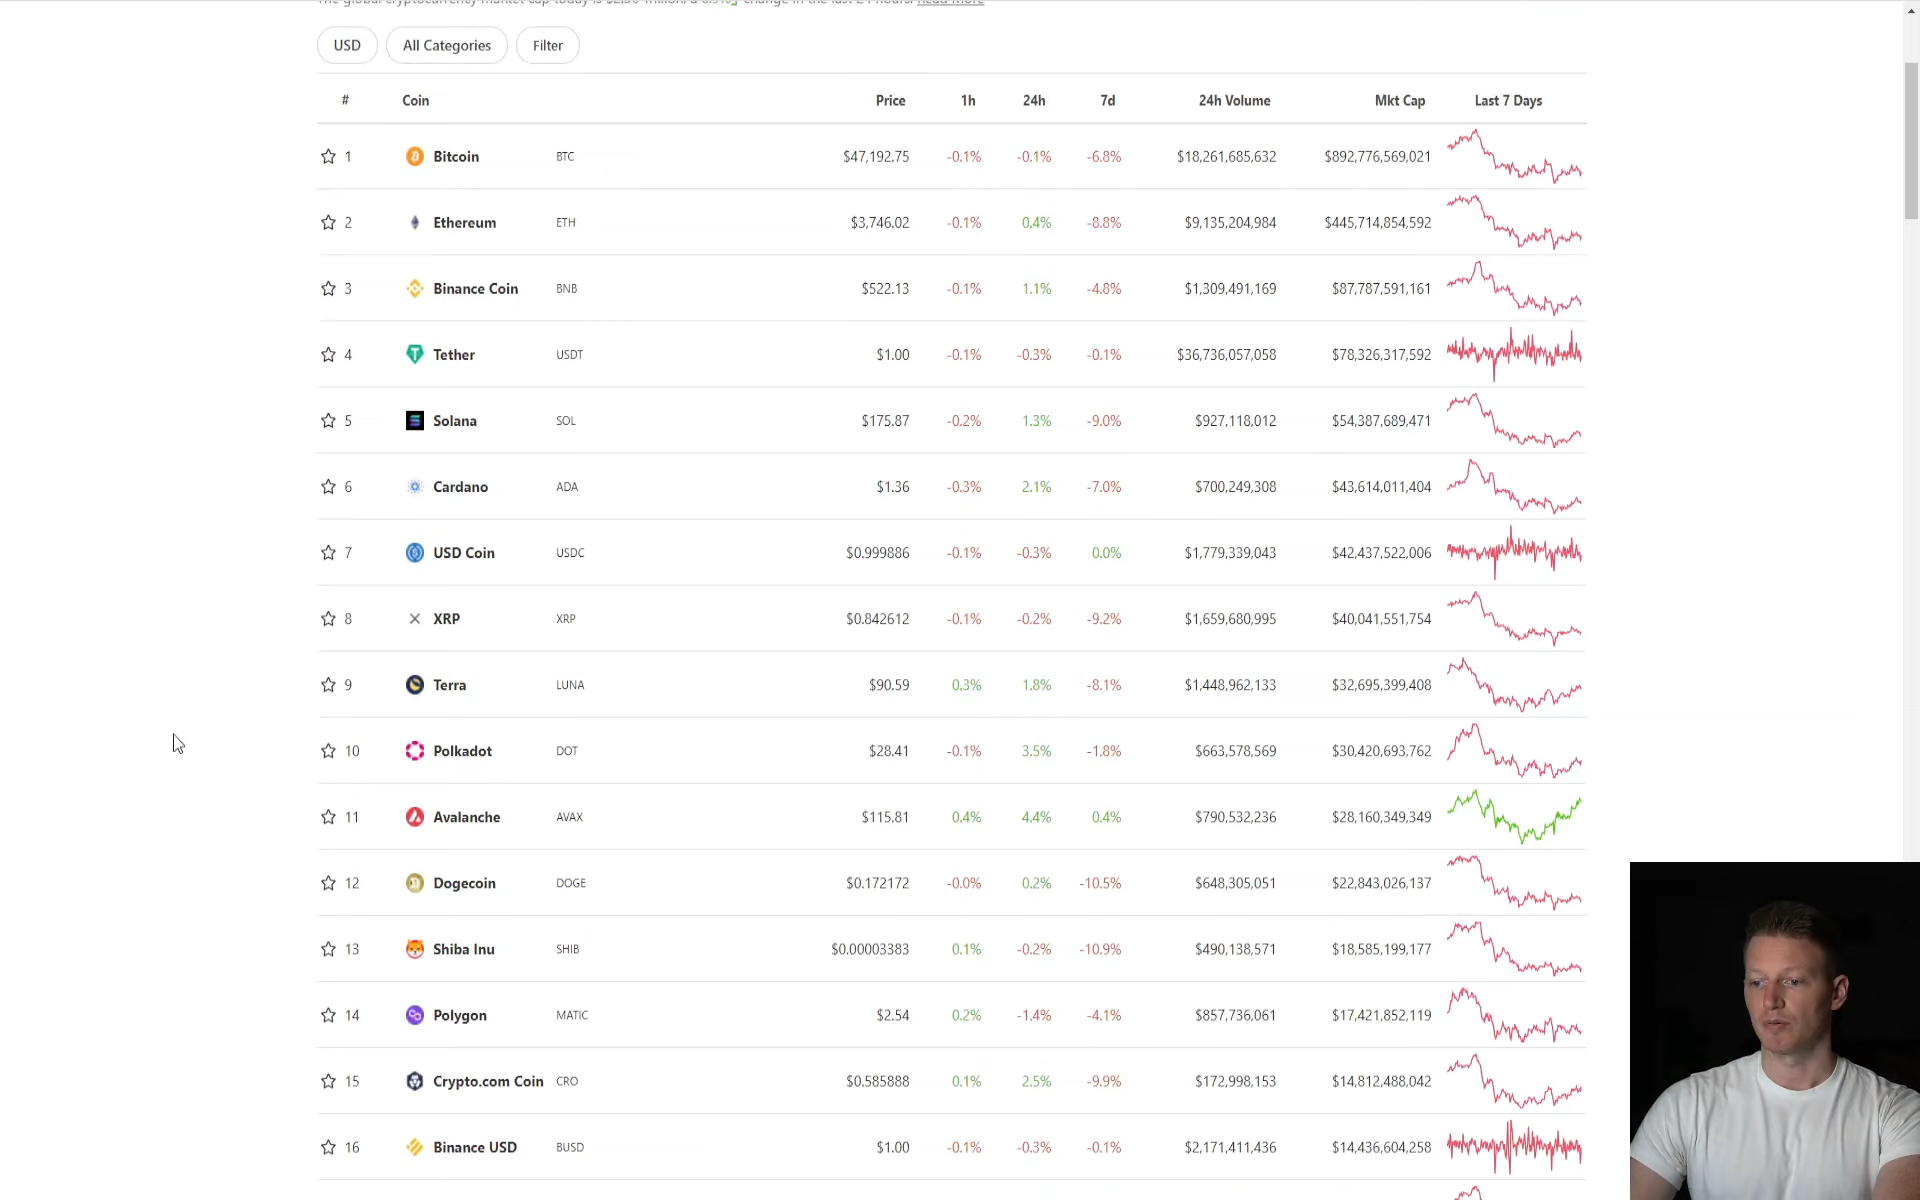 USD All Categories Filter
# Coin Price 1h 24h 7d 24h Volume Mkt Cap Last 7 Days
1 Bitcoin BTC $47,192.75 -0.1% -0.1% -6.8% $18,261,685,632 $892,776,569,021
2 Ethereum ETH $3,746.02 -0.1% 0.4% -8.8% $9,135,204,984 $445,714,854,592
3 Binance Coin BNB $522.13 -0.1% 1.1% -4.8% $1,309,491,169 $87,787,591,161
4 Tether USDT $1.00 -0.1% -0.3% -0.1% $36,736,057,058 $78,326,317,592
5 Solana SOL $175.87 -0.2% 1.3% -9.0% $927,118,012 $54,387,689,471
6 Cardano ADA $1.36 -0.3% 2.1% -7.0% $700,249,308 $43,614,011,404
7 USD Coin USDC $0.999886 -0.1% -0.3% 0.0% $1,779,339,043 $42,437,522,006
8 XRP XRP $0.842612 -0.1% -0.2% -9.2% $1,659,680,995 $40,041,551,754
9 Terra LUNA $90.59 0.3% 1.8% -8.1% $1,448,962,133 $32,695,399,408
10 Polkadot DOT $28.41 -0.1% 3.5% -1.8% $663,578,569 $30,420,693,762
11 Avalanche AVAX $115.81 0.4% 4.4% 0.4% $790,532,236 $28,160,349,349
12 Dogecoin DOGE $0.172172 -0.0% 0.2% -10.5% $648,305,051 $22,843,026,137
13 Shiba Inu SHIB $0.00003383 0.1% -0.2% -10.9% $490,138,571 $18,585,199,177
14 Polygon MATIC $2.54 0.2% -1.4% -4.1% $857,736,061 $17,421,852,119
15 Crypto.com Coin CRO $0.585888 0.1% 2.5% -9.9% $172,998,153 $14,812,488,042
16 Binance USD BUSD $1.00 -0.1% -0.3% -0.1% $2,171,411,436 $14,436,604,258